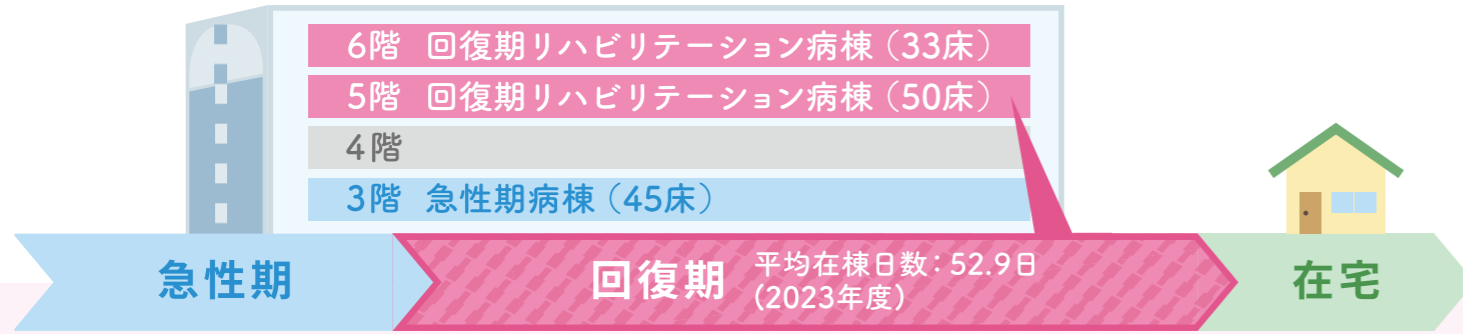 6階 回復期リハビリテーション病棟（33床）
5階 回復期リハビリテーション病棟（50床）
4階
3階 急性期病棟（45床）
急性期
回復期
平均在棟日数：52.9日
(2023年度)
在宅